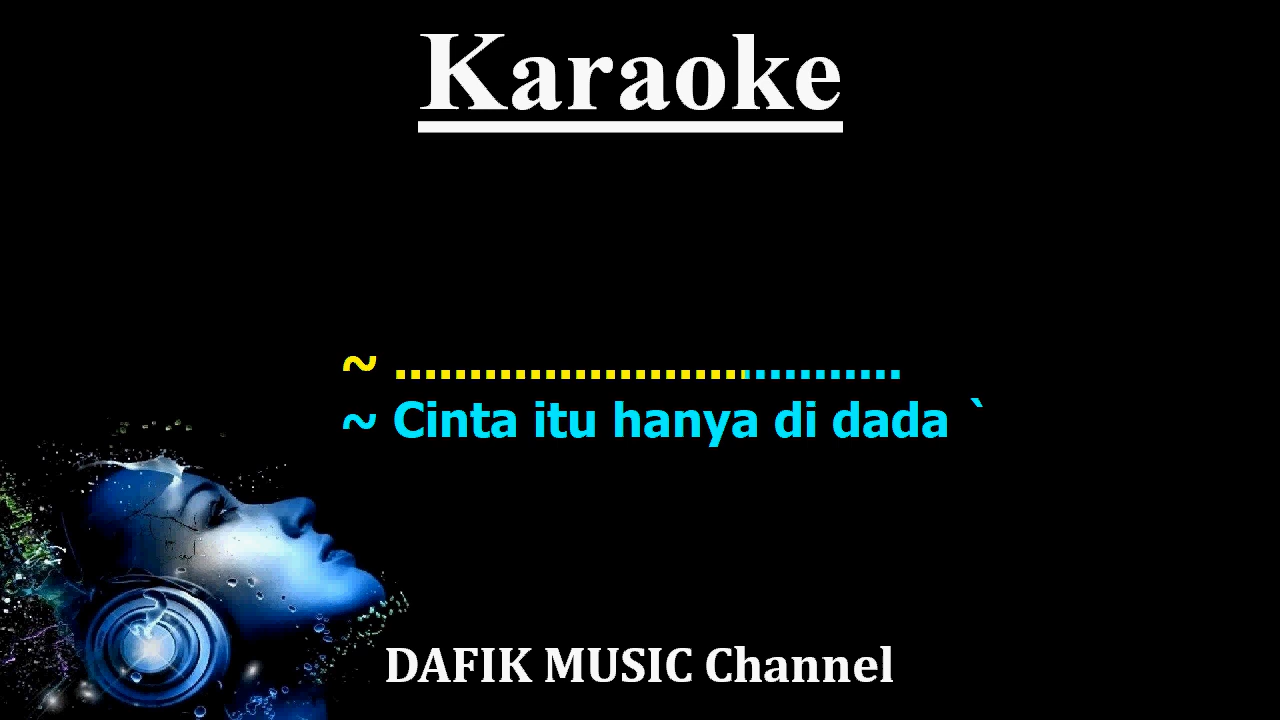 Karaoke
~ ..................................
~ Cinta itu hanya di dada `
DAFIK MUSIC Channel